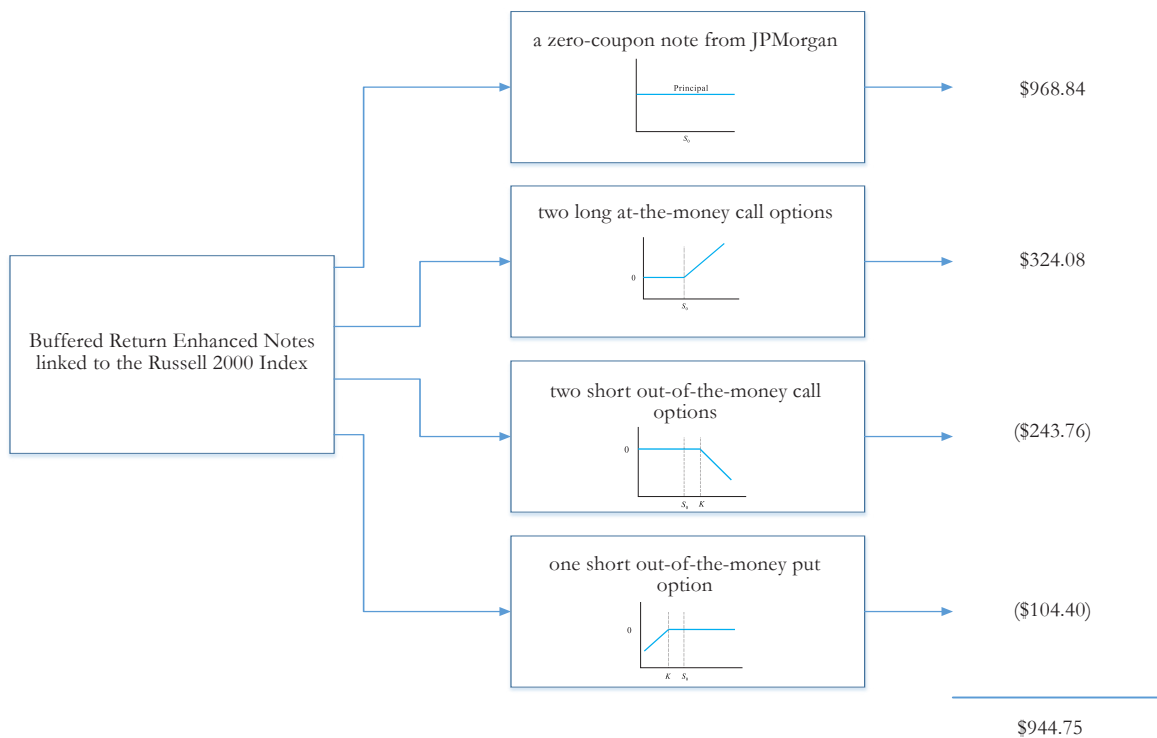 a zero-coupon note from JPMorgan
Principal
S₀
$968.84
two long at-the-money call options
0
S₀
$324.08
Buffered Return Enhanced Notes
linked to the Russell 2000 Index
two short out-of-the-money call
options
0
S₀ K
($243.76)
one short out-of-the-money put
option
0
K S₀
($104.40)
$944.75